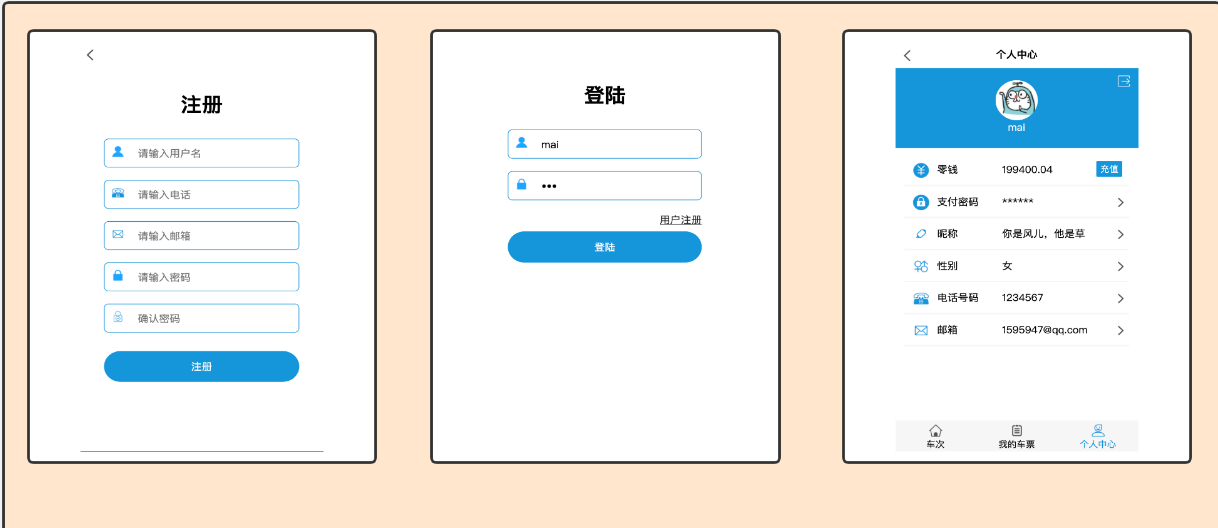 注册
请输入用户名
请输入电话
请输入邮箱
请输入密码
确认密码
注册
登陆
mai
•••
用户注册
登陆
个人中心
mai
零钱 199400.04 充值
支付密码 ******
昵称 你是风儿，他是草
性别 女
电话号码 1234567
邮箱 1595947@qq.com
车次 我的车票 个人中心